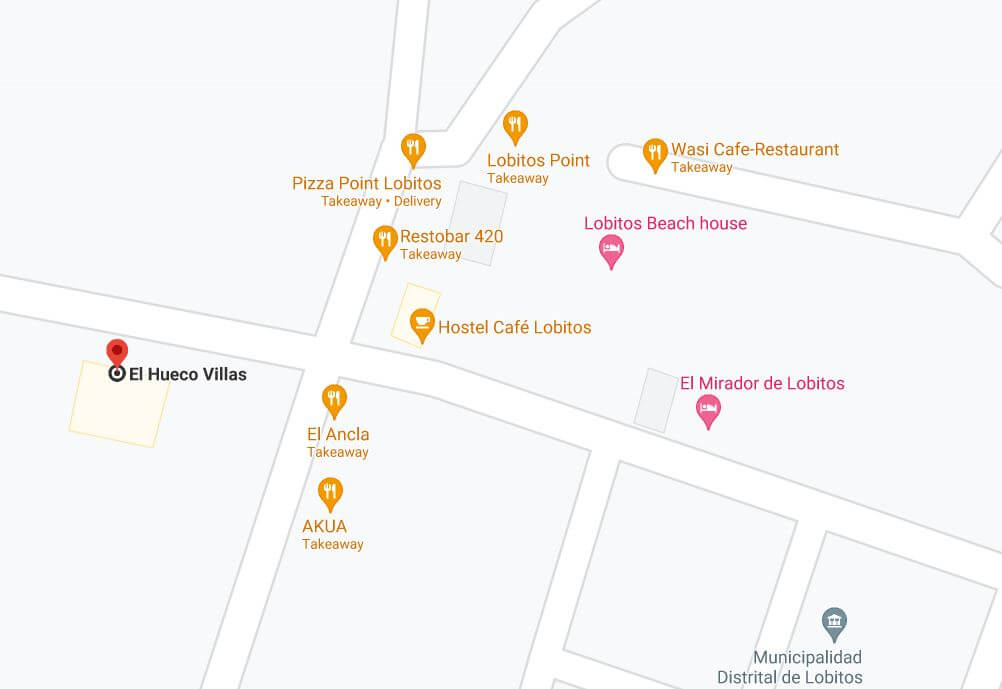 Lobitos Point
Takeaway
Wasi Cafe-Restaurant
Takeaway
Pizza Point Lobitos
Takeaway • Delivery
Lobitos Beach house
Restobar 420
Takeaway
Hostel Café Lobitos
El Hueco Villas
El Mirador de Lobitos
El Ancla
Takeaway
AKUA
Takeaway
Municipalidad
Distrital de Lobitos